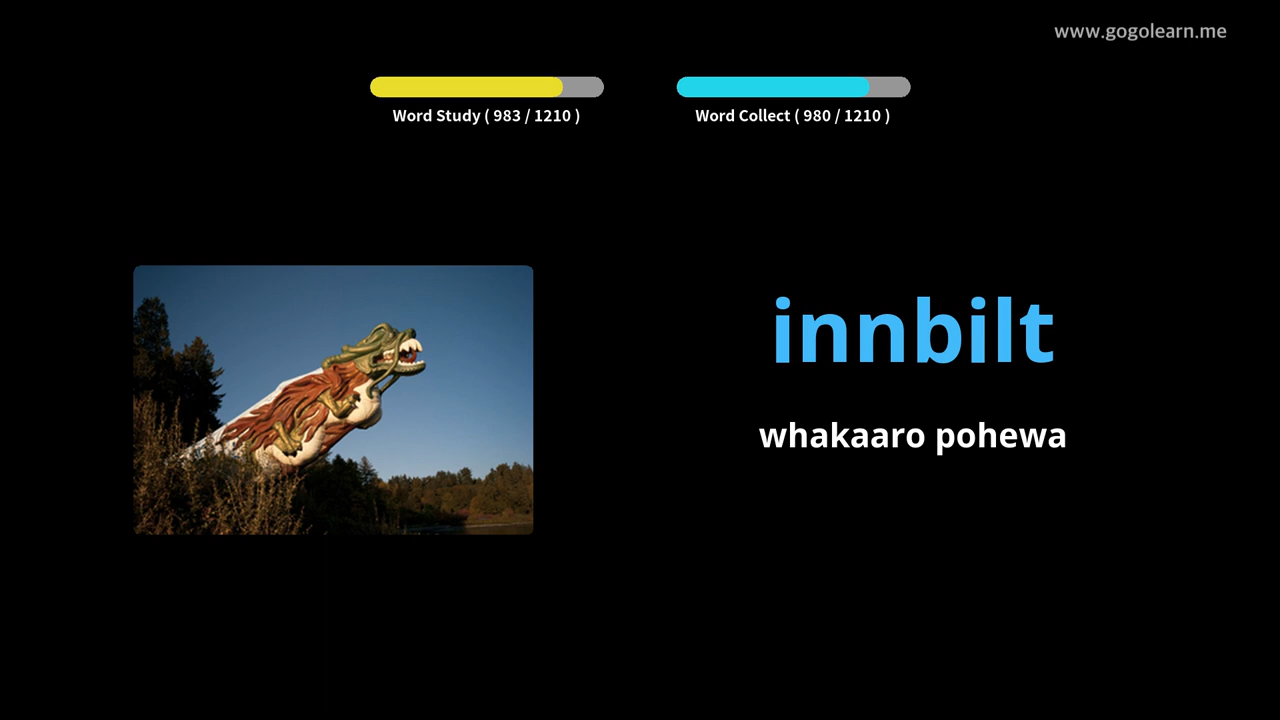 www.gogolearn.me
Word Study ( 983 / 1210 )
Word Collect ( 980 / 1210 )
innbilt
whakaaro pohewa